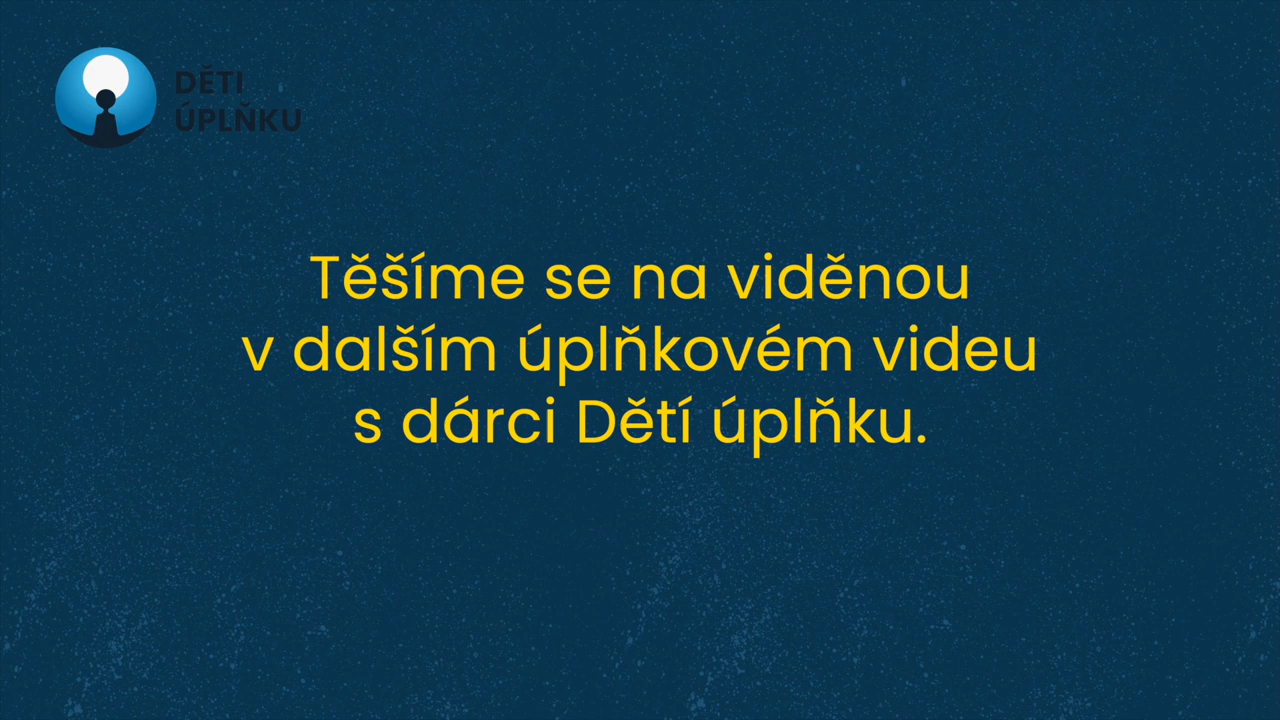 DĚTI
ÚPLŇKU
Těšíme se na viděnou
v dalším úplňkovém videu
s dárci Dětí úplňku.